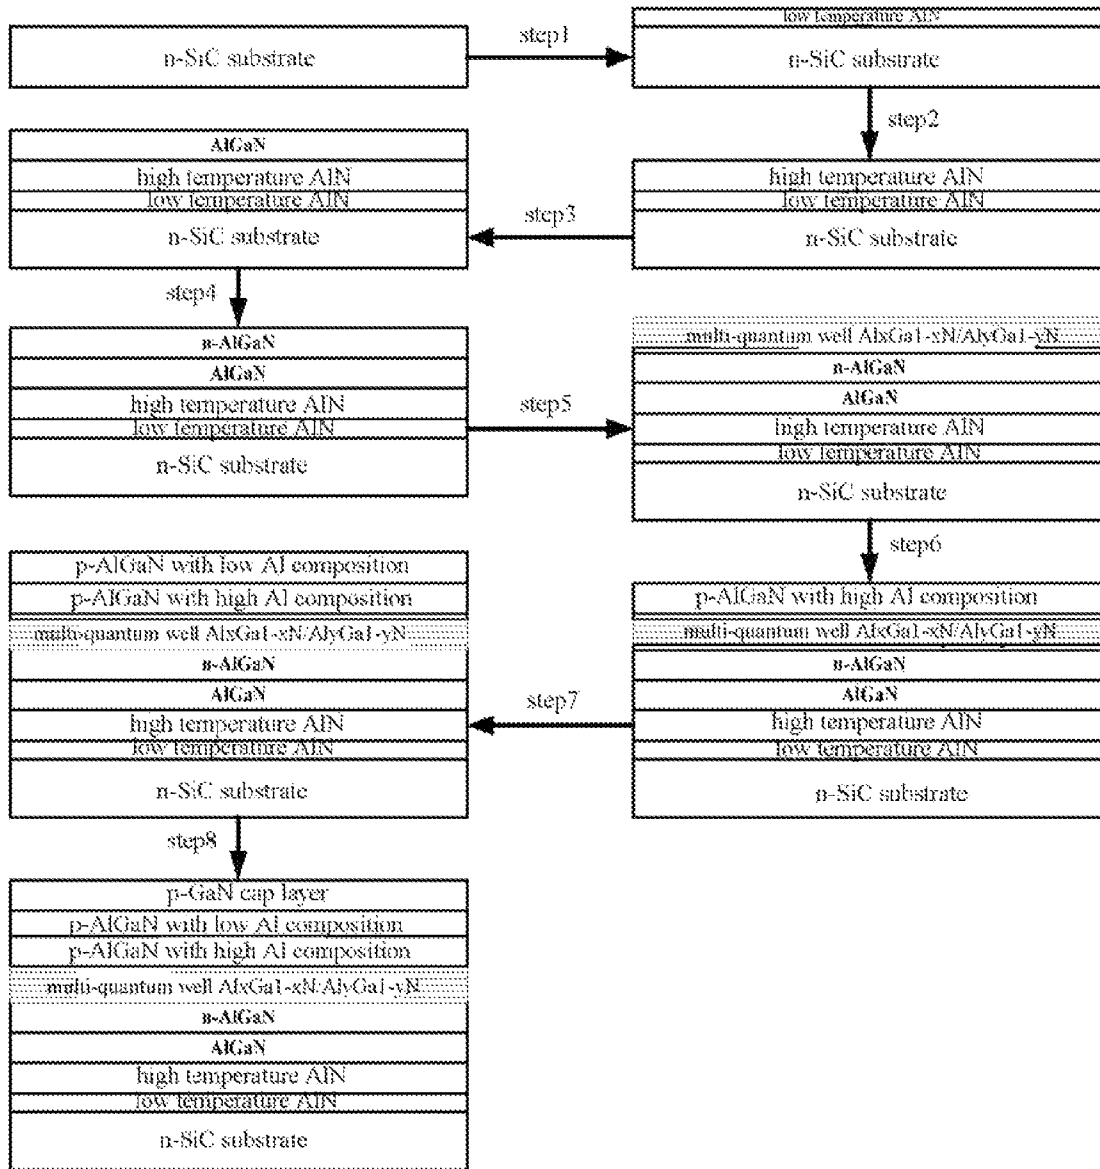 n-SiC substrate
step1
low temperature AlN
n-SiC substrate
step2
high temperature AlN
low temperature AlN
n-SiC substrate
step3
AlGaN
high temperature AlN
low temperature AlN
n-SiC substrate
step4
n-AlGaN
AlGaN
high temperature AlN
low temperature AlN
n-SiC substrate
step5
multi-quantum well AlxGa1-xN/AlyGa1-yN
n-AlGaN
AlGaN
high temperature AlN
low temperature AlN
n-SiC substrate
step6
p-AlGaN with high Al composition
multi-quantum well AlxGa1-xN/AlyGa1-yN
n-AlGaN
AlGaN
high temperature AlN
low temperature AlN
n-SiC substrate
step7
p-AlGaN with low Al composition
p-AlGaN with high Al composition
multi-quantum well AlxGa1-xN/AlyGa1-yN
n-AlGaN
AlGaN
high temperature AlN
low temperature AlN
n-SiC substrate
step8
p-GaN cap layer
p-AlGaN with low Al composition
p-AlGaN with high Al composition
multi-quantum well AlxGa1-xN/AlyGa1-yN
n-AlGaN
AlGaN
high temperature AlN
low temperature AlN
n-SiC substrate